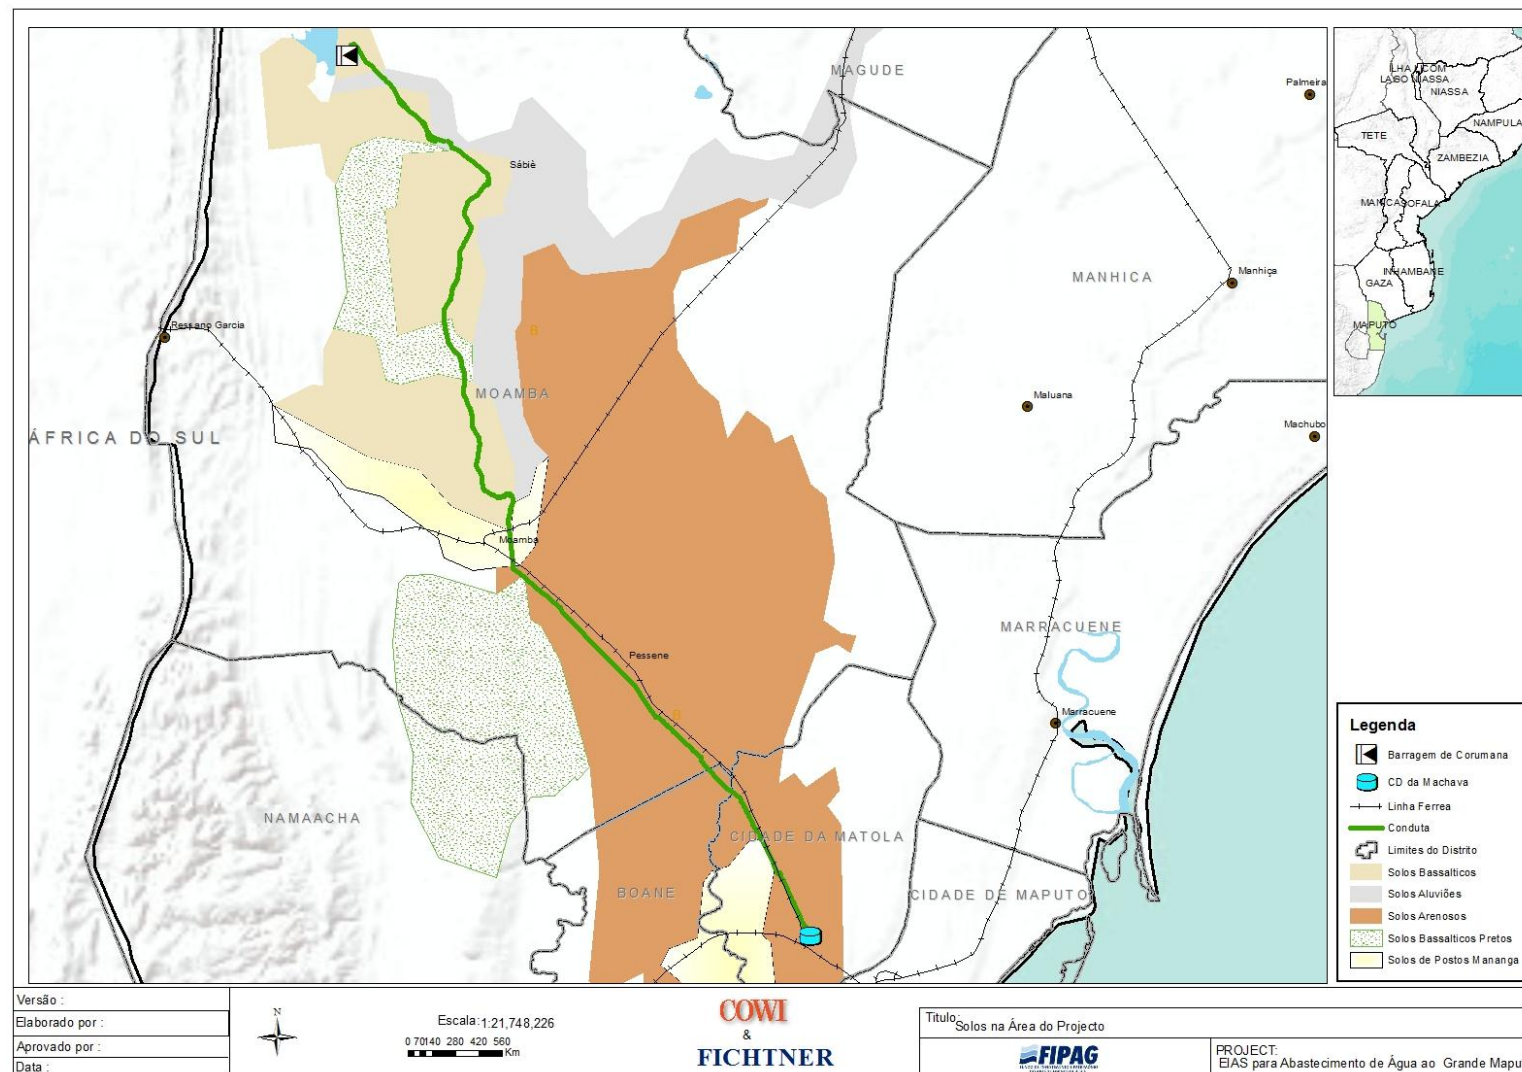 MAGUDE
Palmeira
Sábiè
MANHICA
Manhiça
Ressano Garcia
MOAMBA
Maluana
Machubo
ÁFRICA DO SUL
B
Moamba
MARRACUENE
Pessene
B
Marracuene
NAMAACHA
CIDADE DA MATOLA
BOANE
CIDADE DE MAPUTO
NIASSA
NAMPULA
TETE
ZAMBEZIA
MANICA
SOFALA
INHAMBANE
GAZA
MAPUTO
Legenda
Barragem de Corumana
CD da Machava
Linha Ferrea
Conduta
Limites do Distrito
Solos Bassalticos
Solos Aluviões
Solos Arenosos
Solos Bassalticos Pretos
Solos de Postos Mananga
Versão :
Elaborado por :
Aprovado por :
Data :
N
Escala:1:21,748,226
0 70140 280 420 560
Km
COWI
&
FICHTNER
Titulo:
Solos na Área do Projecto
FIPAG
PROJECT:
EIAS para Abastecimento de Água ao Grande Mapu